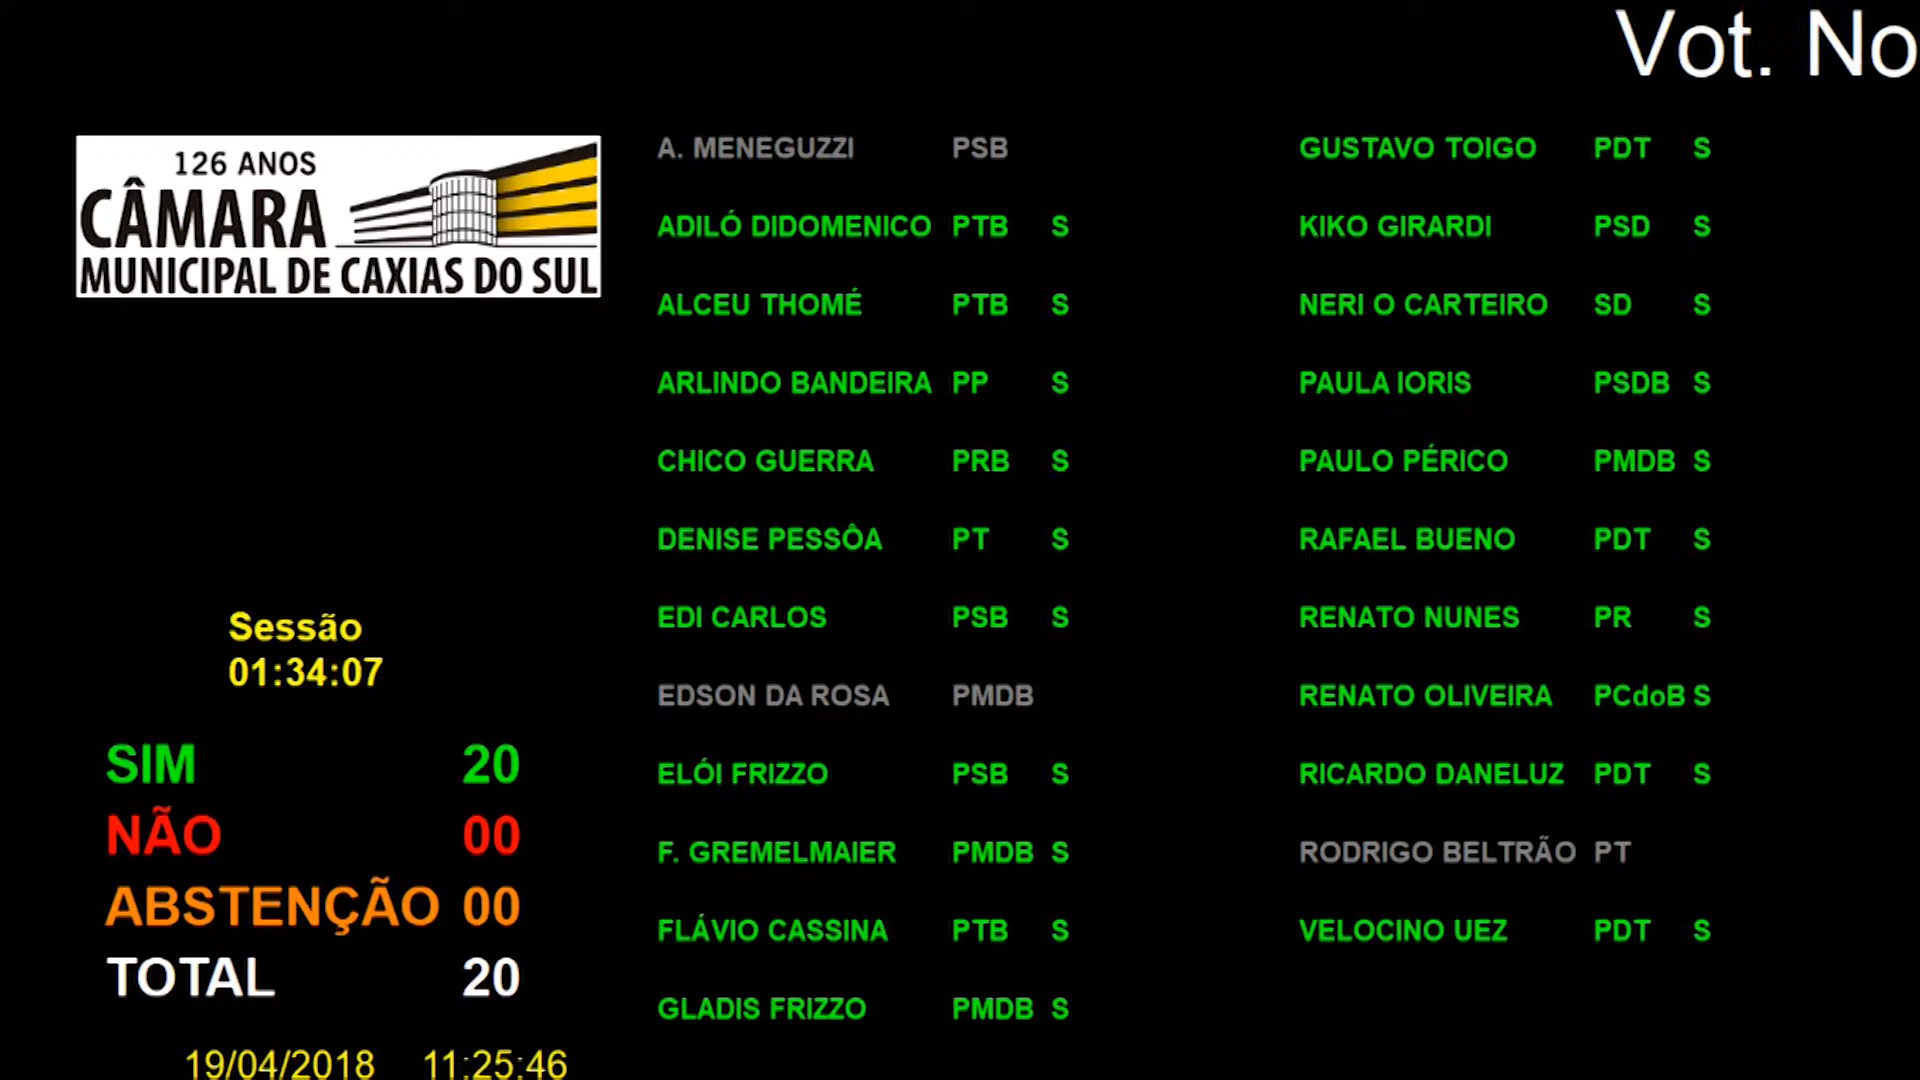 Vot. No
126 ANOS
CÂMARA
MUNICIPAL DE CAXIAS DO SUL
Sessão
01:34:07
SIM 20
NÃO 00
ABSTENÇÃO 00
TOTAL 20
19/04/2018 11:25:46
A. MENEGUZZI PSB
ADILÓ DIDOMENICO PTB S
ALCEU THOMÉ PTB S
ARLINDO BANDEIRA PP S
CHICO GUERRA PRB S
DENISE PESSÔA PT S
EDI CARLOS PSB S
EDSON DA ROSA PMDB
ELÓI FRIZZO PSB S
F. GREMELMAIER PMDB S
FLÁVIO CASSINA PTB S
GLADIS FRIZZO PMDB S
GUSTAVO TOIGO PDT S
KIKO GIRARDI PSD S
NERI O CARTEIRO SD S
PAULA IORIS PSDB S
PAULO PÉRICO PMDB S
RAFAEL BUENO PDT S
RENATO NUNES PR S
RENATO OLIVEIRA PCdoB S
RICARDO DANELUZ PDT S
RODRIGO BELTRÃO PT
VELOCINO UEZ PDT S